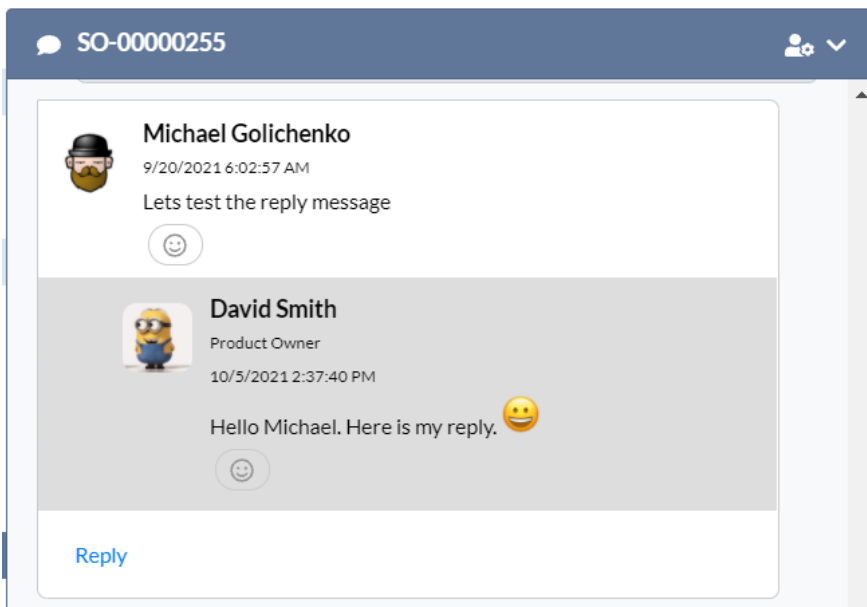 SO-00000255
Michael Golichenko
9/20/2021 6:02:57 AM
Lets test the reply message
David Smith
Product Owner
10/5/2021 2:37:40 PM
Hello Michael. Here is my reply. 😀
Reply